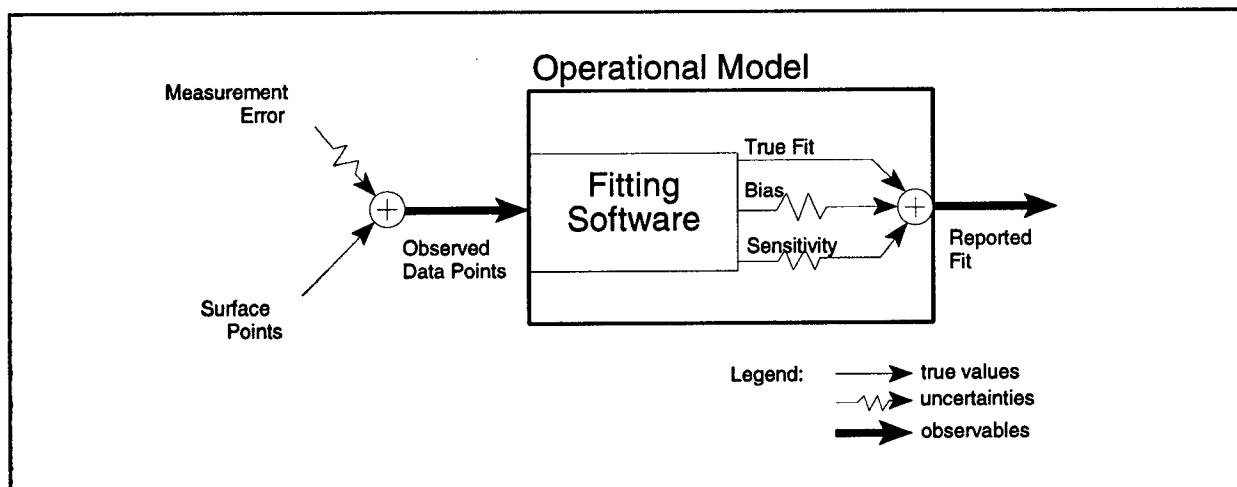 Operational Model
Measurement
Error
True Fit
Fitting
Software
Bias
Sensitivity
Observed
Data Points
Reported
Fit
Surface
Points
Legend:
true values
uncertainties
observables